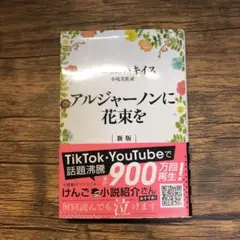 キイス
小尾芙佐 訳
アルジャーノンに
花束を
新版
TikTok・YouTubeで
話題沸騰
900万回
再生!
けんご 小説紹介さん
何回読んでも泣けます